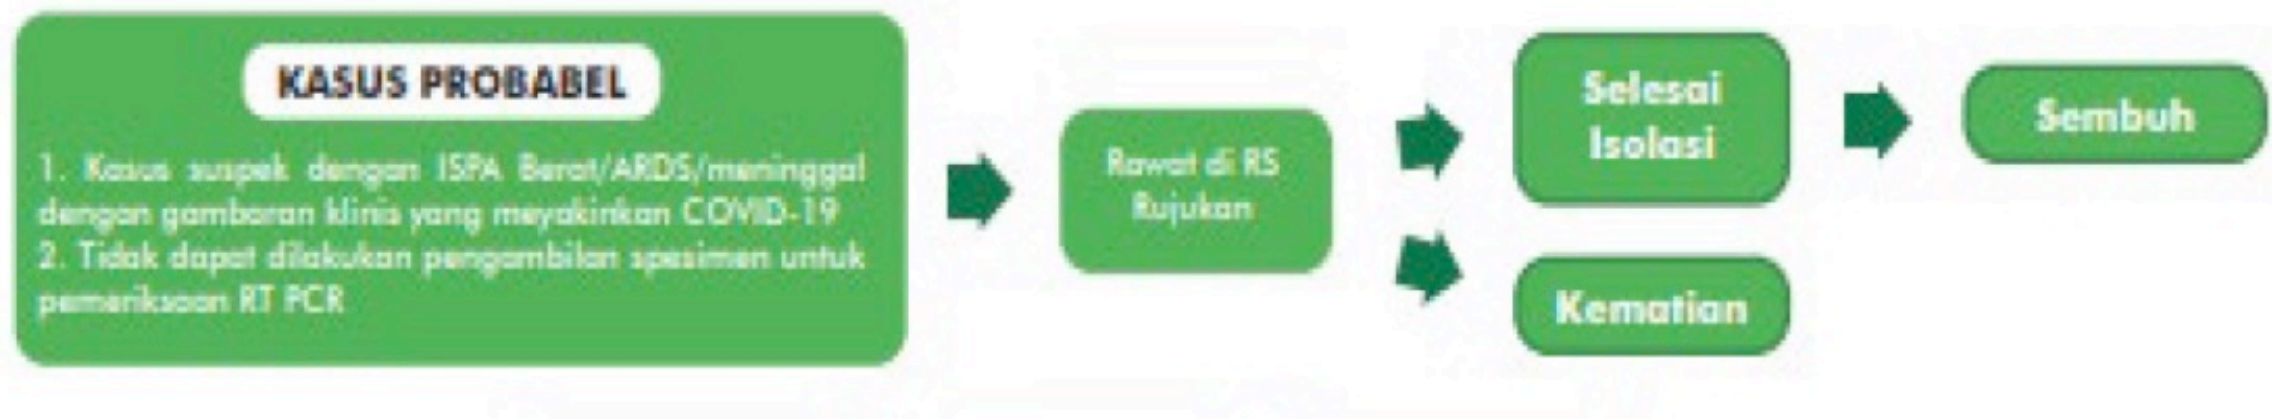 KASUS PROBABEL
1. Kasus suspek dengan ISPA Berat/ARDS/meninggal
dengan gambaran klinis yang meyakinkan COVID-19
2. Tidak dapat dilakukan pengambilan spesimen untuk
pemeriksaan RT PCR
Rawat di RS
Rujukan
Selesai
Isolasi
Kematian
Sembuh